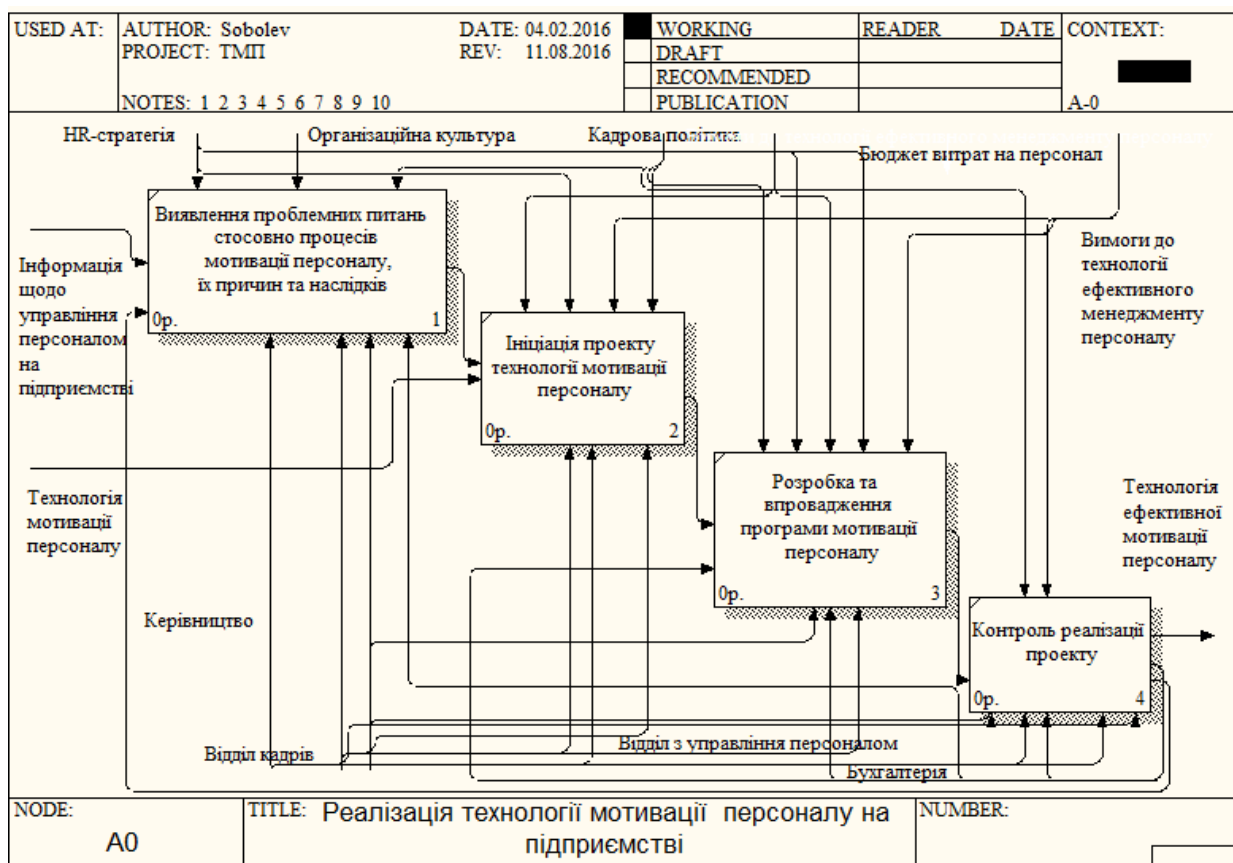 USED AT:
AUTHOR: Sobolev
DATE: 04.02.2016
PROJECT: ТМП
REV: 11.08.2016
NOTES: 1 2 3 4 5 6 7 8 9 10
WORKING
DRAFT
RECOMMENDED
PUBLICATION
READER
DATE
CONTEXT:
A-0
HR-стратегія
Організаційна культура
Кадрова політика
Бюджет витрат на персонал
Виявлення проблемних питань
стосовно процесів
мотивації персоналу,
їх причин та наслідків
0р.
1
Інформація
щодо
управління
персоналом
на
підприємстві
Вимоги до
технології
ефективного
менеджменту
персоналу
Ініціація проекту
технології мотивації
персоналу
0р.
2
Технологія
мотивації
персоналу
Розробка та
впровадження
програми мотивації
персоналу
0р.
3
Технологія
ефективної
мотивації
персоналу
Керівництво
Контроль реалізації
проекту
0р.
4
Відділ кадрів
Відділ з управління персоналом
Бухгалтерія
NODE:
A0
TITLE: Реалізація технології мотивації персоналу на
підприємстві
NUMBER: